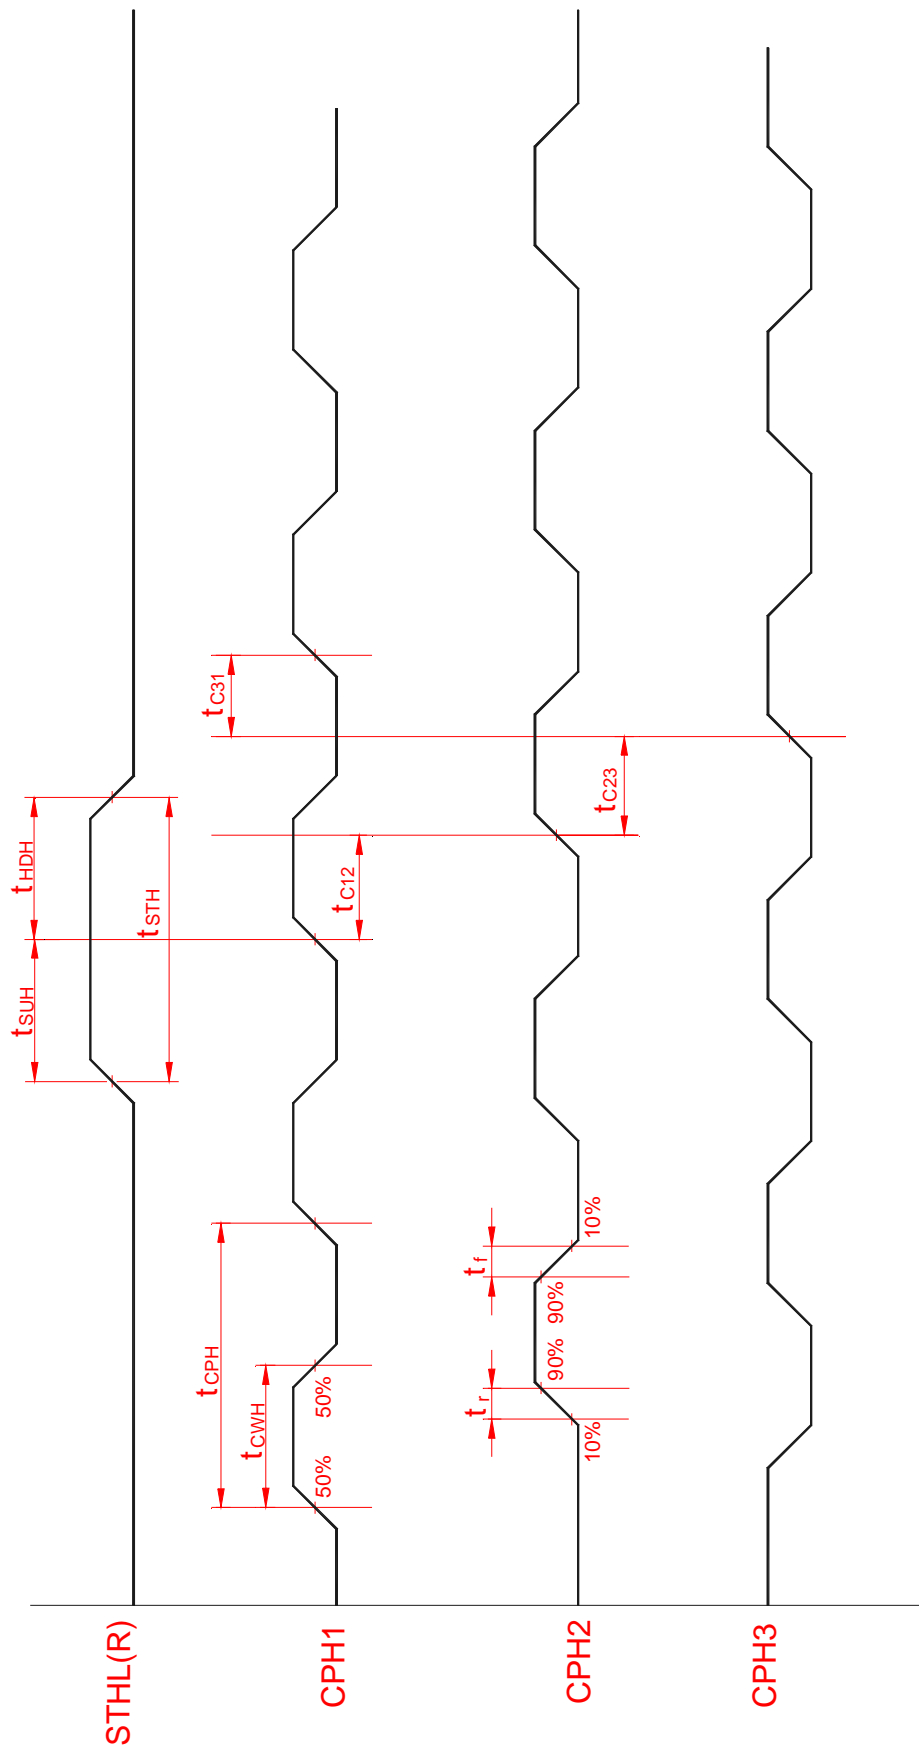 STHL(R)
tSUH
tHDH
tSTH
CPH1
tCPH
tCWH
50%
50%
tC12
tC31
CPH2
tr
tf
10%
90%
90%
10%
tC23
CPH3